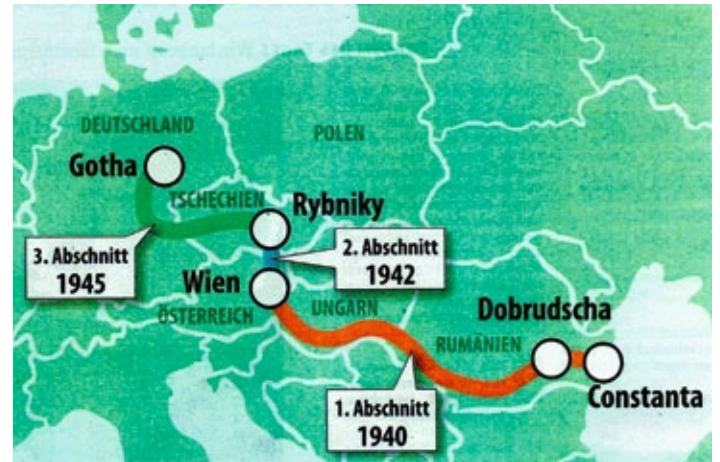 DEUTSCHLAND
POLEN
Gotha
TSCHECHIEN
Rybniky
3. Abschnitt
1945
2. Abschnitt
1942
Wien
ÖSTERREICH
UNGARN
Dobrudscha
RUMÄNIEN
Constanta
1. Abschnitt
1940